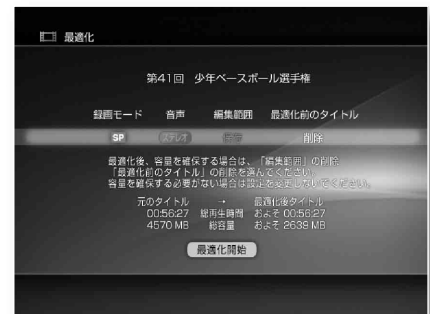 最適化
第41回 少年ベースボール選手権
録画モード 音声 編集範囲 最適化前のタイトル
SP ステレオ 保持 削除
最適化後、容量を確保する場合は、「編集範囲」の削除
「最適化前のタイトル」の削除を選んでください。
容量を確保する必要がない場合は設定を変更しないでください。
元のタイトル → 最適化後タイトル
00:56:27 総再生時間 およそ 00:56:27
4570 MB 総容量 およそ 2639 MB
最適化開始